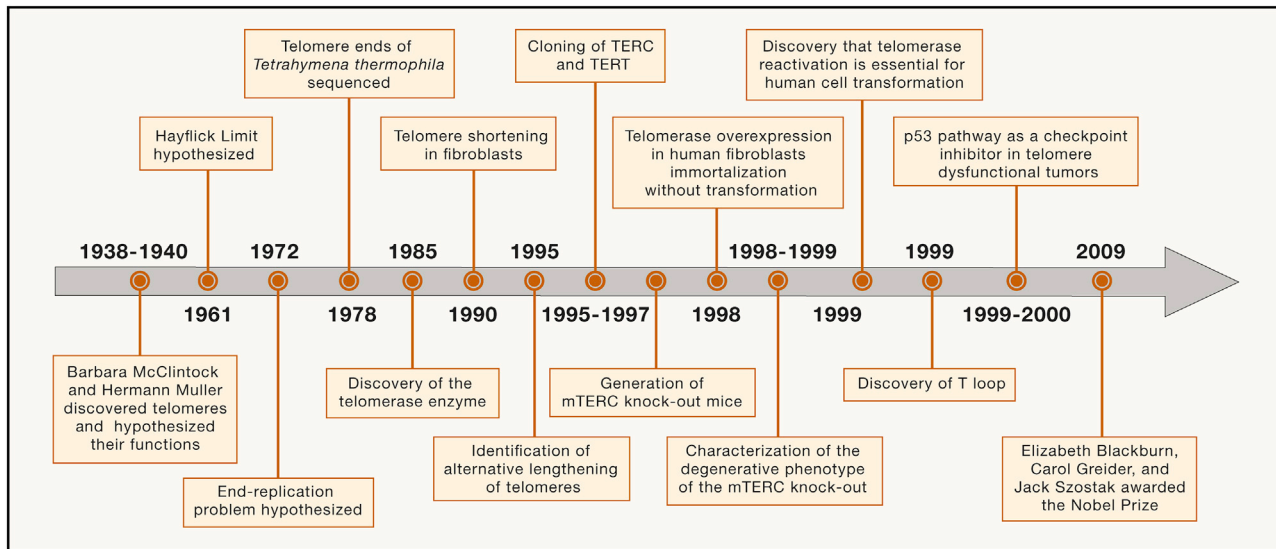 Telomere ends of
Tetrahymena thermophila
sequenced
Cloning of TERC
and TERT
Discovery that telomerase
reactivation is essential for
human cell transformation
Hayflick Limit
hypothesized
Telomere shortening
in fibroblasts
Telomerase overexpression
in human fibroblasts
immortalization
without transformation
p53 pathway as a checkpoint
inhibitor in telomere
dysfunctional tumors
1938-1940
1972
1985
1995
1998-1999
1999
2009
1961
1978
1990
1995-1997
1998
1999
1999-2000
Barbara McClintock
and Hermann Muller
discovered telomeres
and hypothesized
their functions
Discovery of the
telomerase enzyme
Generation of
mTERC knock-out mice
Discovery of T loop
Identification of
alternative lengthening
of telomeres
Characterization of the
degenerative phenotype
of the mTERC knock-out
Elizabeth Blackburn,
Carol Greider, and
Jack Szostak awarded
the Nobel Prize
End-replication
problem hypothesized